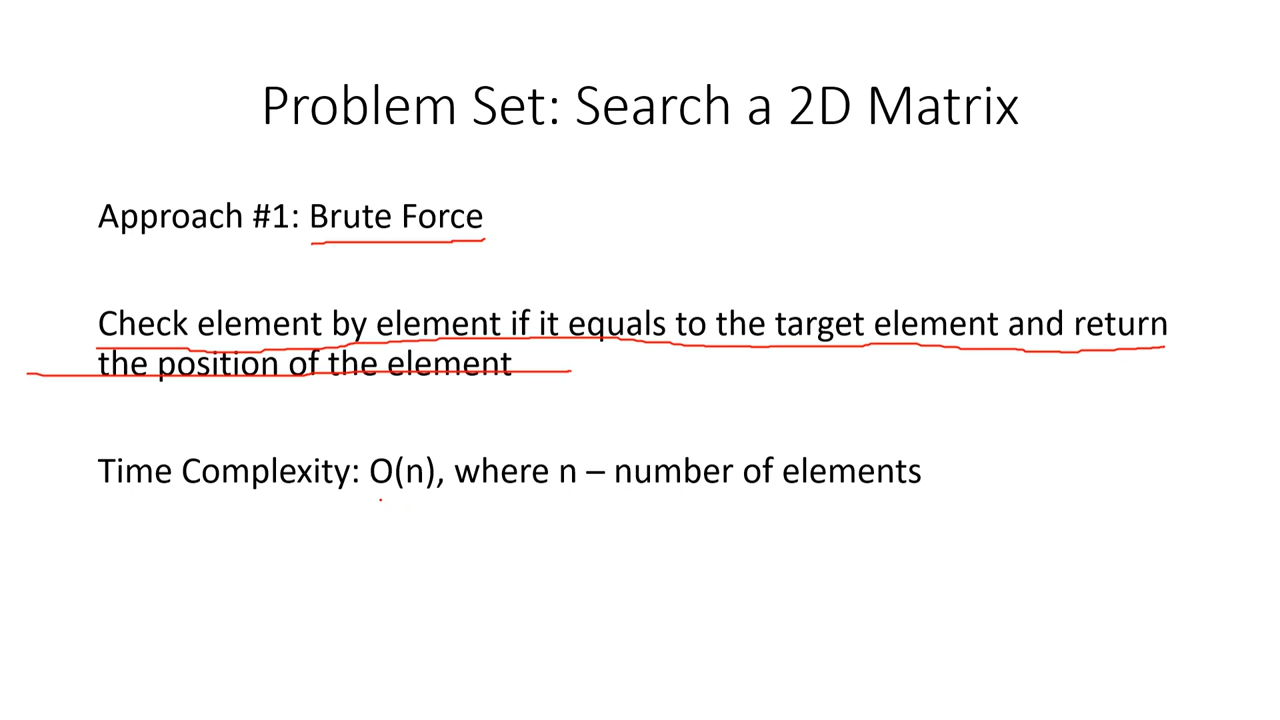 Problem Set: Search a 2D Matrix
Approach #1: Brute Force
Check element by element if it equals to the target element and return
the position of the element
Time Complexity: O(n), where n – number of elements